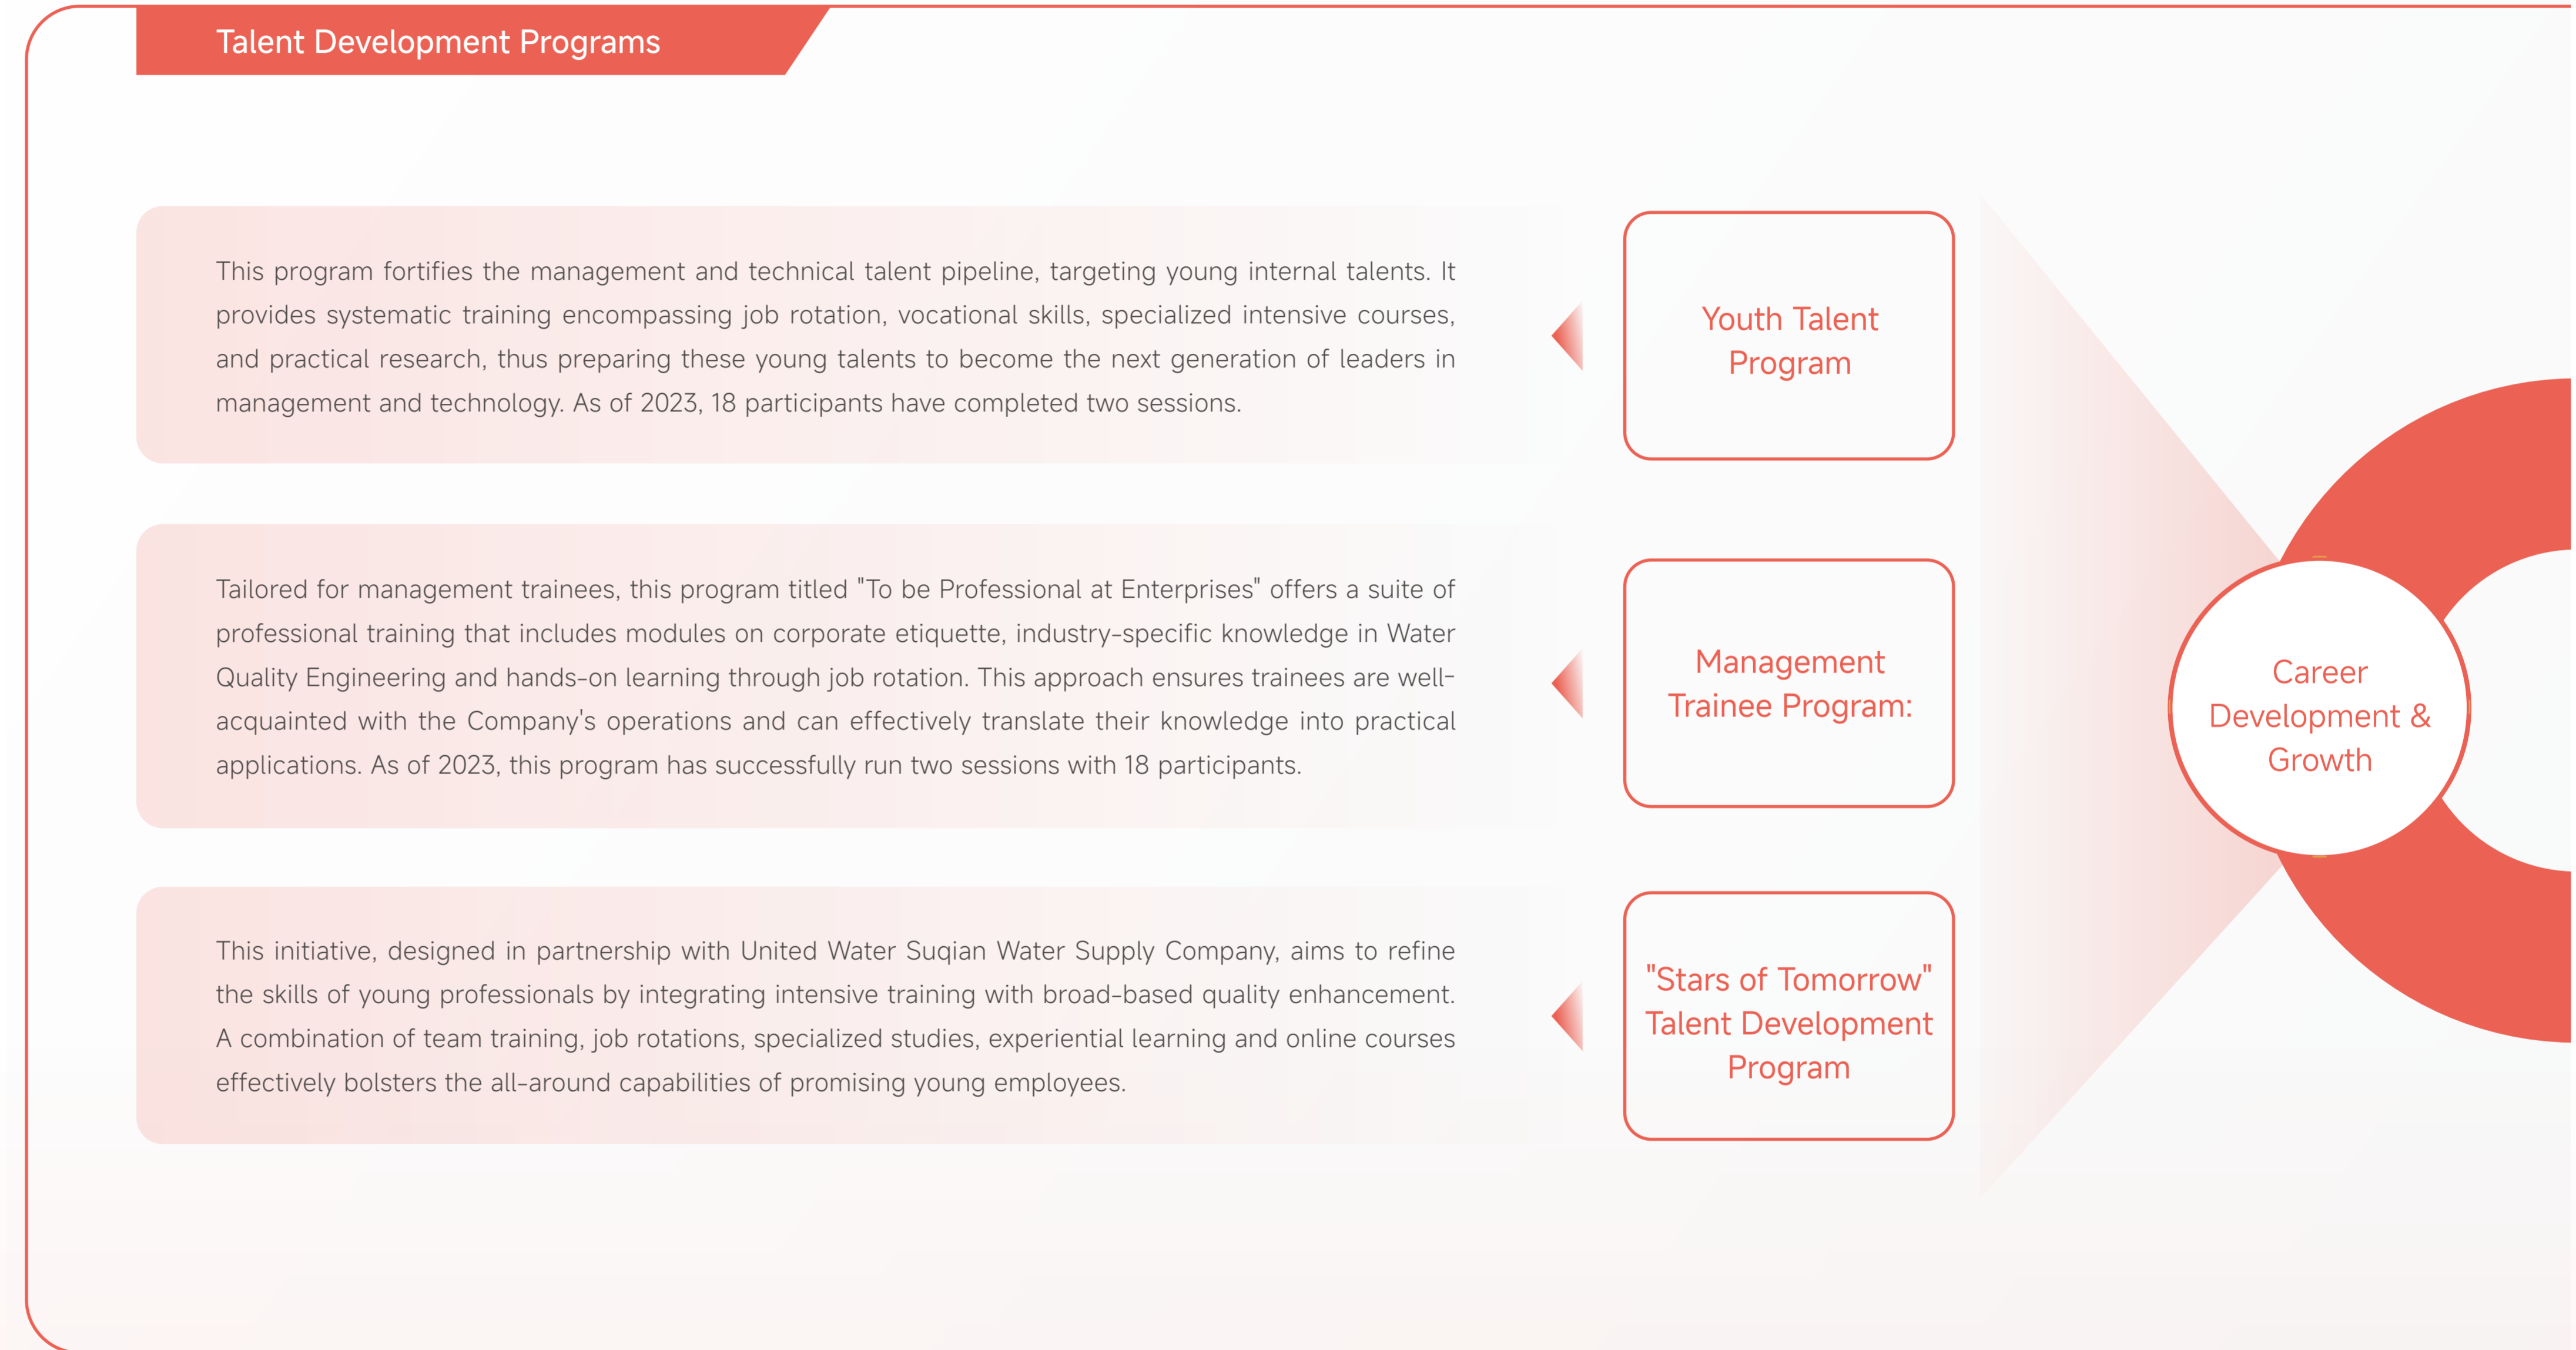 Talent Development Programs
This program fortifies the management and technical talent pipeline, targeting young internal talents. It
provides systematic training encompassing job rotation, vocational skills, specialized intensive courses,
and practical research, thus preparing these young talents to become the next generation of leaders in
management and technology. As of 2023, 18 participants have completed two sessions.
Youth Talent
Program
Tailored for management trainees, this program titled "To be Professional at Enterprises" offers a suite of
professional training that includes modules on corporate etiquette, industry-specific knowledge in Water
Quality Engineering and hands-on learning through job rotation. This approach ensures trainees are well-
acquainted with the Company's operations and can effectively translate their knowledge into practical
applications. As of 2023, this program has successfully run two sessions with 18 participants.
Management
Trainee Program:
This initiative, designed in partnership with United Water Suqian Water Supply Company, aims to refine
the skills of young professionals by integrating intensive training with broad-based quality enhancement.
A combination of team training, job rotations, specialized studies, experiential learning and online courses
effectively bolsters the all-around capabilities of promising young employees.
"Stars of Tomorrow"
Talent Development
Program
Career
Development &
Growth